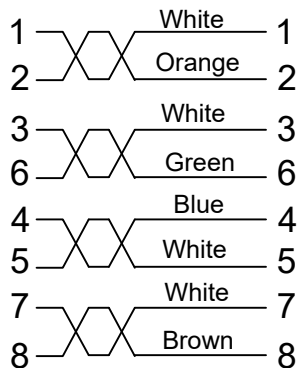 1 White 1
2 Orange 2
3 White 3
6 Green 6
4 Blue 4
5 White 5
7 White 7
8 Brown 8